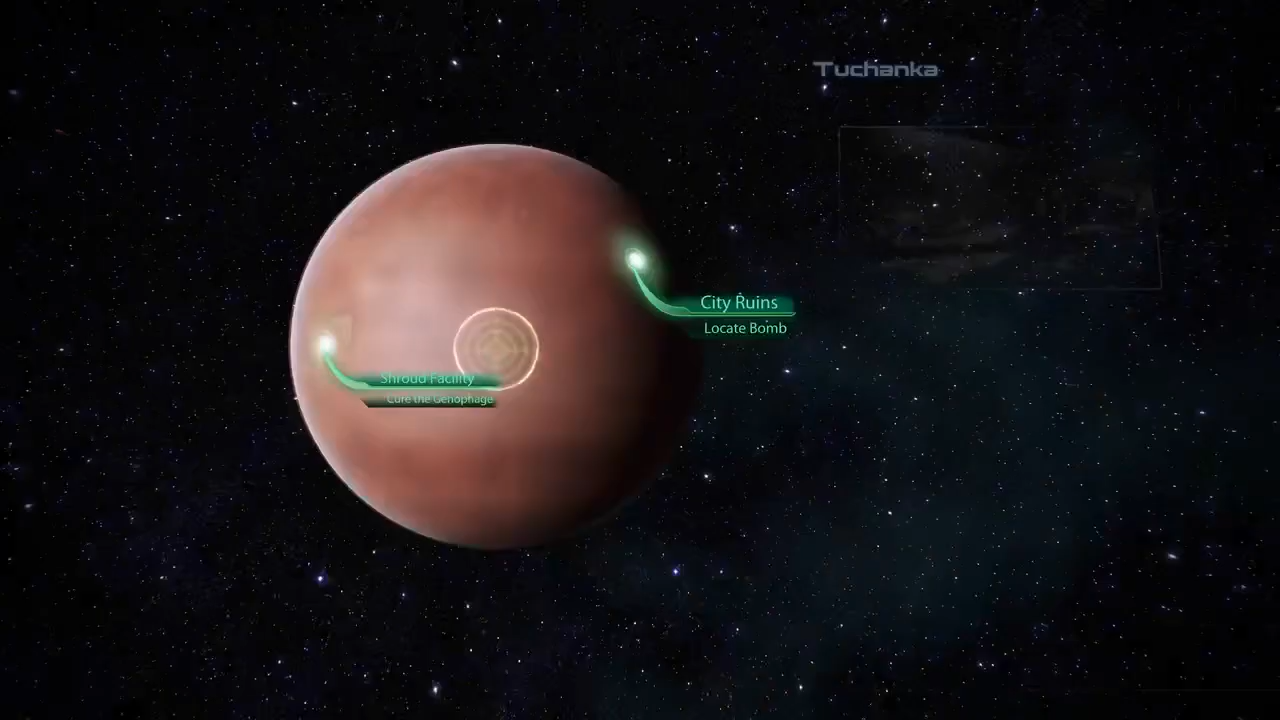 Tuchanka
City Ruins
Locate Bomb
Shroud Facility
Cure the Genophage